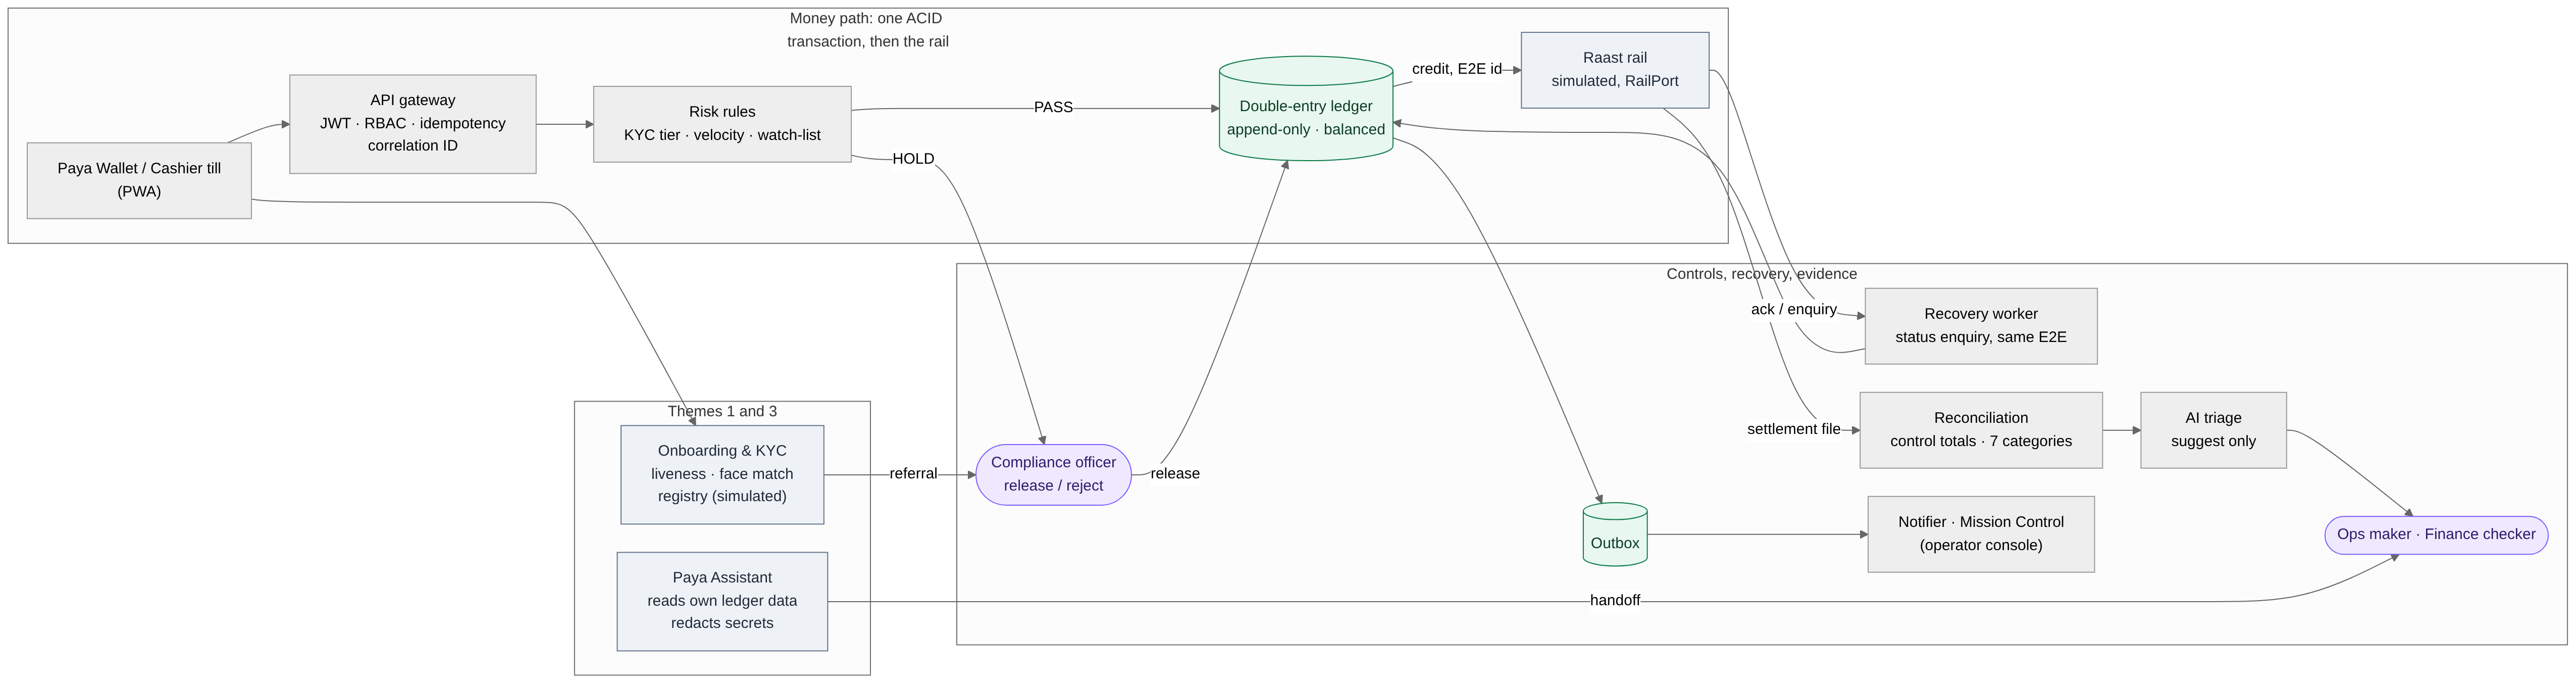 Money path: one ACID
transaction, then the rail
Paya Wallet / Cashier till
(PWA)
API gateway
JWT · RBAC · idempotency
correlation ID
Risk rules
KYC tier · velocity · watch-list
PASS
HOLD
Double-entry ledger
append-only · balanced
credit, E2E id
Raast rail
simulated, RailPort
Controls, recovery, evidence
ack / enquiry
Recovery worker
status enquiry, same E2E
settlement file
Reconciliation
control totals · 7 categories
AI triage
suggest only
Themes 1 and 3
Onboarding & KYC
liveness · face match
registry (simulated)
referral
Compliance officer
release / reject
release
Outbox
Notifier · Mission Control
(operator console)
Ops maker · Finance checker
Paya Assistant
reads own ledger data
redacts secrets
handoff